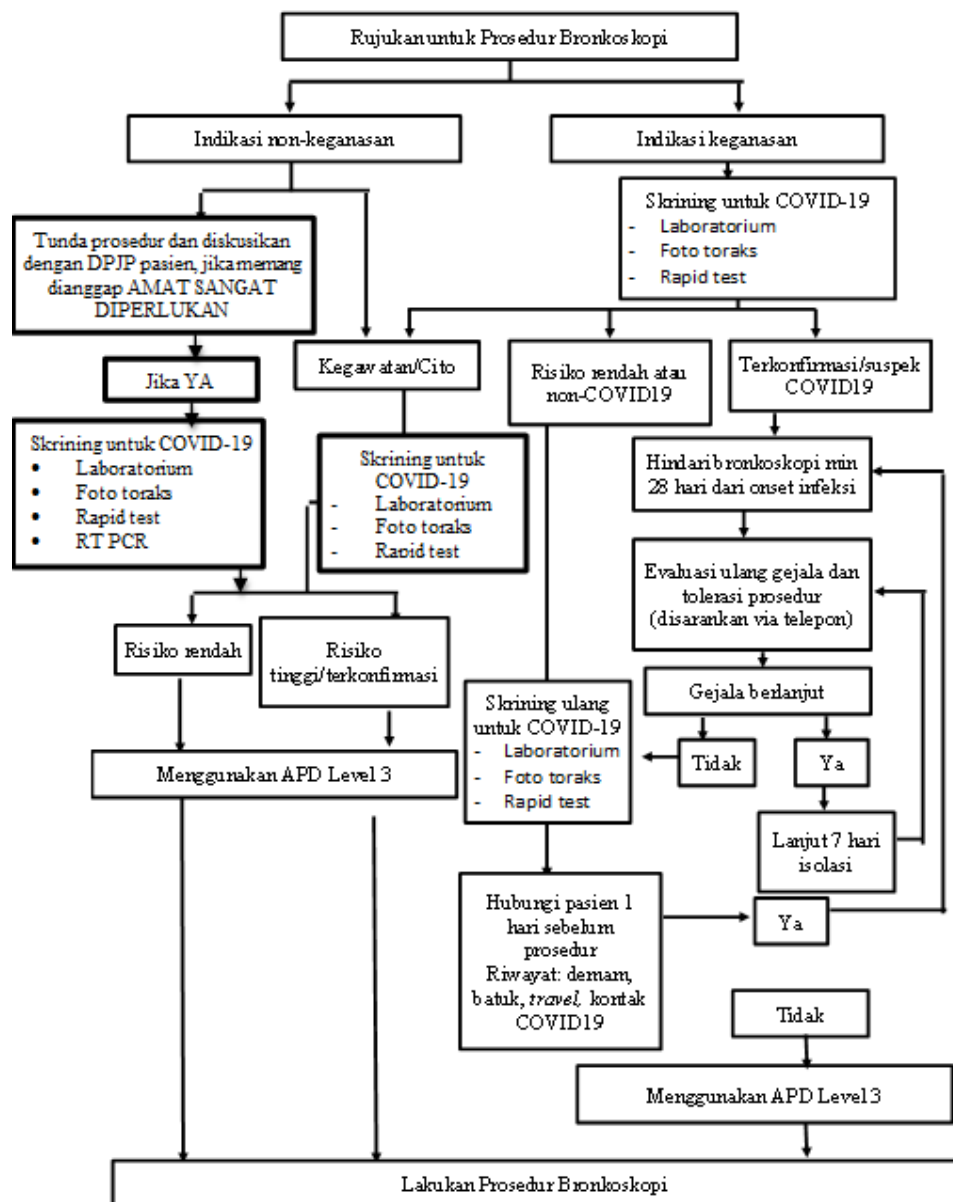 Rujukan untuk Prosedur Bronkoskopi
Indikasi non-keganasan
Indikasi keganasan
Skrining untuk COVID-19
- Laboratorium
- Foto toraks
- Rapid test
Tunda prosedur dan diskusikan
dengan DPJP pasien, jika memang
dianggap AMAT SANGAT
DIPERLUKAN
Jika YA
Skrining untuk COVID-19
• Laboratorium
• Foto toraks
• Rapid test
• RT PCR
Kegawatan/Cito
Skrining untuk
COVID-19
- Laboratorium
- Foto toraks
- Rapid test
Risiko rendah
Risiko
tinggi/terkonfirmasi
Menggunakan APD Level 3
Risiko rendah atau
non-COVID19
Terkonfirmasi/suspek
COVID19
Hindari bronkoskopi min
28 hari dari onset infeksi
Evaluasi ulang gejala dan
tolerasi prosedur
(disarankan via telepon)
Gejala berlanjut
Tidak
Ya
Lanjut 7 hari
isolasi
Skrining ulang
untuk COVID-19
- Laboratorium
- Foto toraks
- Rapid test
Hubungi pasien 1
hari sebelum
prosedur
Riwayat: demam,
batuk, travel, kontak
COVID19
Ya
Tidak
Menggunakan APD Level 3
Lakukan Prosedur Bronkoskopi